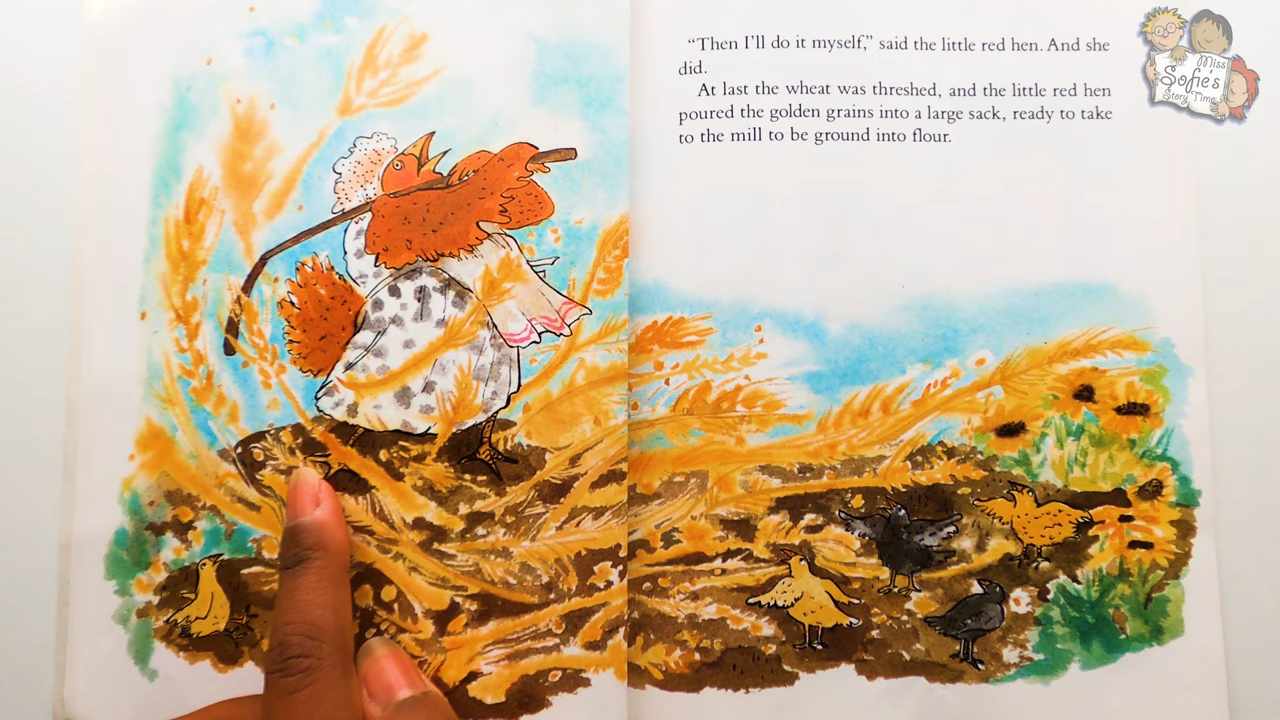 “Then I’ll do it myself,” said the little red hen. And she
did.
At last the wheat was threshed, and the little red hen
poured the golden grains into a large sack, ready to take
to the mill to be ground into flour.
Miss
Sofie's
Story Time